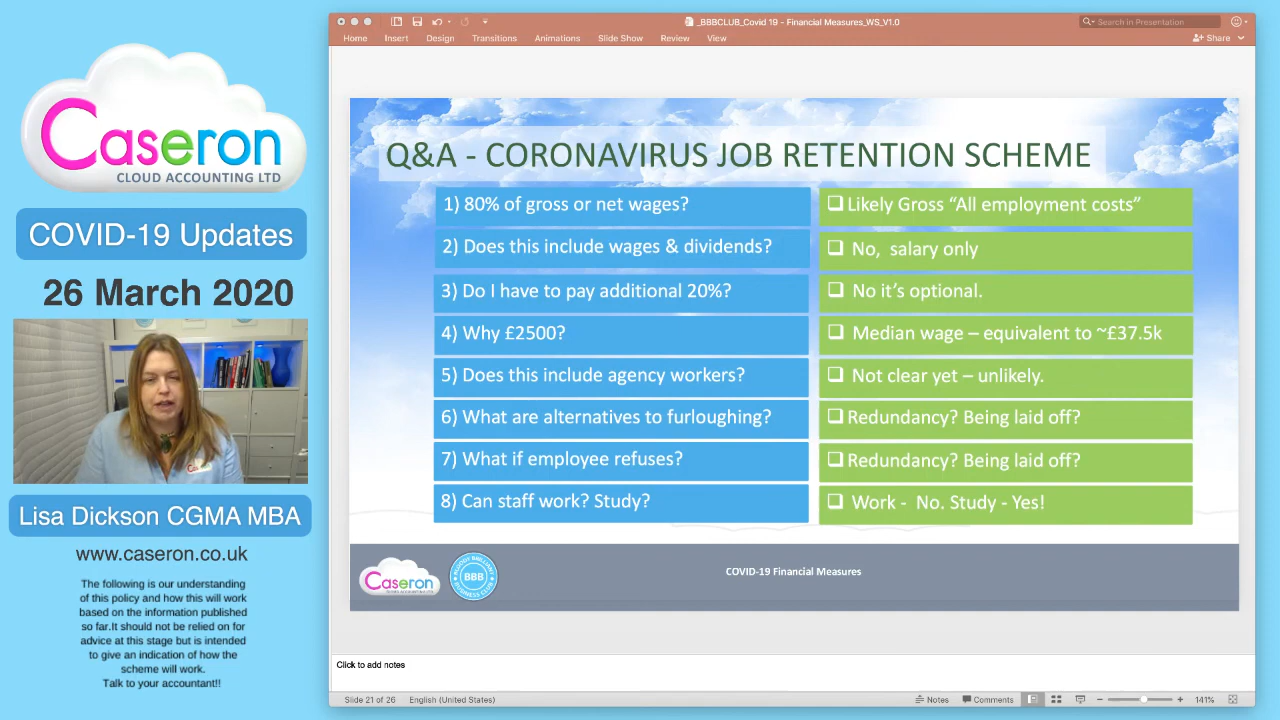 Caseron
CLOUD ACCOUNTING LTD
COVID-19 Updates
26 March 2020
Lisa Dickson CGMA MBA
www.caseron.co.uk
The following is our understanding
of this policy and how this will work
based on the information published
so far.It should not be relied on for
advice at this stage but is intended
to give an indication of how the
scheme will work.
Talk to your accountant!!
_BBBCLUB_Covid 19 - Financial Measures_WS_V1.0
Search in Presentation
Home Insert Design Transitions Animations Slide Show Review View
Share
Q&A - CORONAVIRUS JOB RETENTION SCHEME
1) 80% of gross or net wages?
Likely Gross “All employment costs”
2) Does this include wages & dividends?
No, salary only
3) Do I have to pay additional 20%?
No it’s optional.
4) Why £2500?
Median wage – equivalent to ~£37.5k
5) Does this include agency workers?
Not clear yet – unlikely.
6) What are alternatives to furloughing?
Redundancy? Being laid off?
7) What if employee refuses?
Redundancy? Being laid off?
8) Can staff work? Study?
Work - No. Study - Yes!
Caseron
CLOUD ACCOUNTING LTD
BBB
COVID-19 Financial Measures
Click to add notes
Slide 21 of 26 English (United States)
Notes Comments 141%